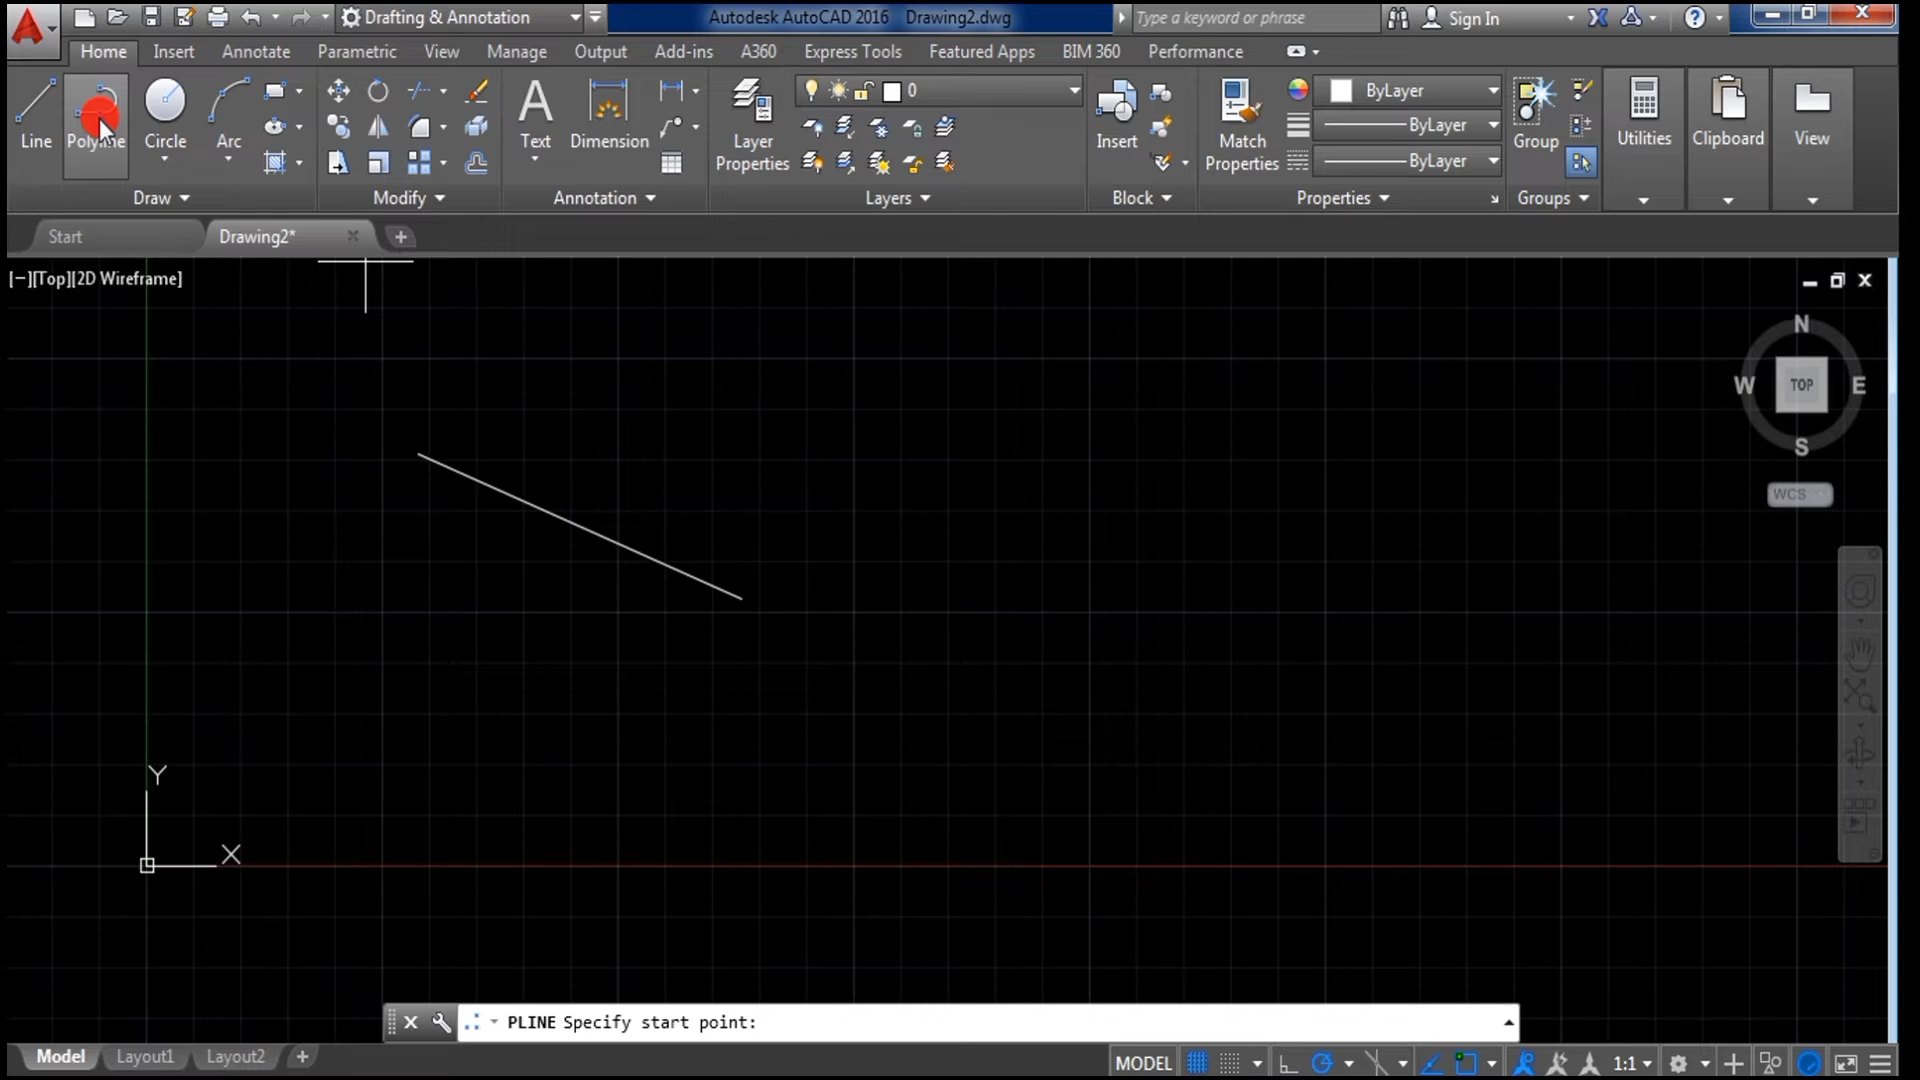 Drafting & Annotation
Autodesk AutoCAD 2016 Drawing2.dwg
Type a keyword or phrase
Sign In
Home Insert Annotate Parametric View Manage Output Add-ins A360 Express Tools Featured Apps BIM 360 Performance
Line Polyline Circle Arc
Text Dimension
Layer Properties
0
Insert
Match Properties
ByLayer
ByLayer
ByLayer
Group
Utilities
Clipboard
View
Draw Modify Annotation Layers Block Properties Groups
Start Drawing2*
[−][Top][2D Wireframe]
N
W TOP E
S
WCS
Y
X
PLINE Specify start point:
Model Layout1 Layout2
MODEL 1:1